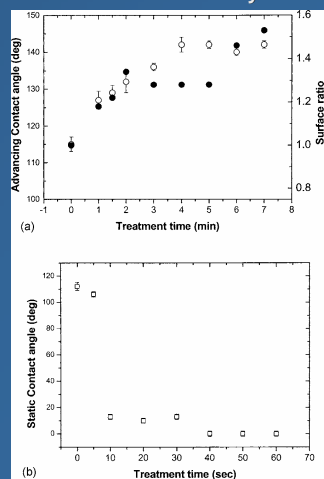 150
140
130
120
110
100
1.6
1.4
1.2
1.0
0.8
Advancing Contact angle (deg)
Surface ratio
-1 0 1 2 3 4 5 6 7 8
(a)
Treatment time (min)
120
100
80
60
40
20
0
Static Contact angle (deg)
-10 0 10 20 30 40 50 60 70
(b)
Treatment time (sec)